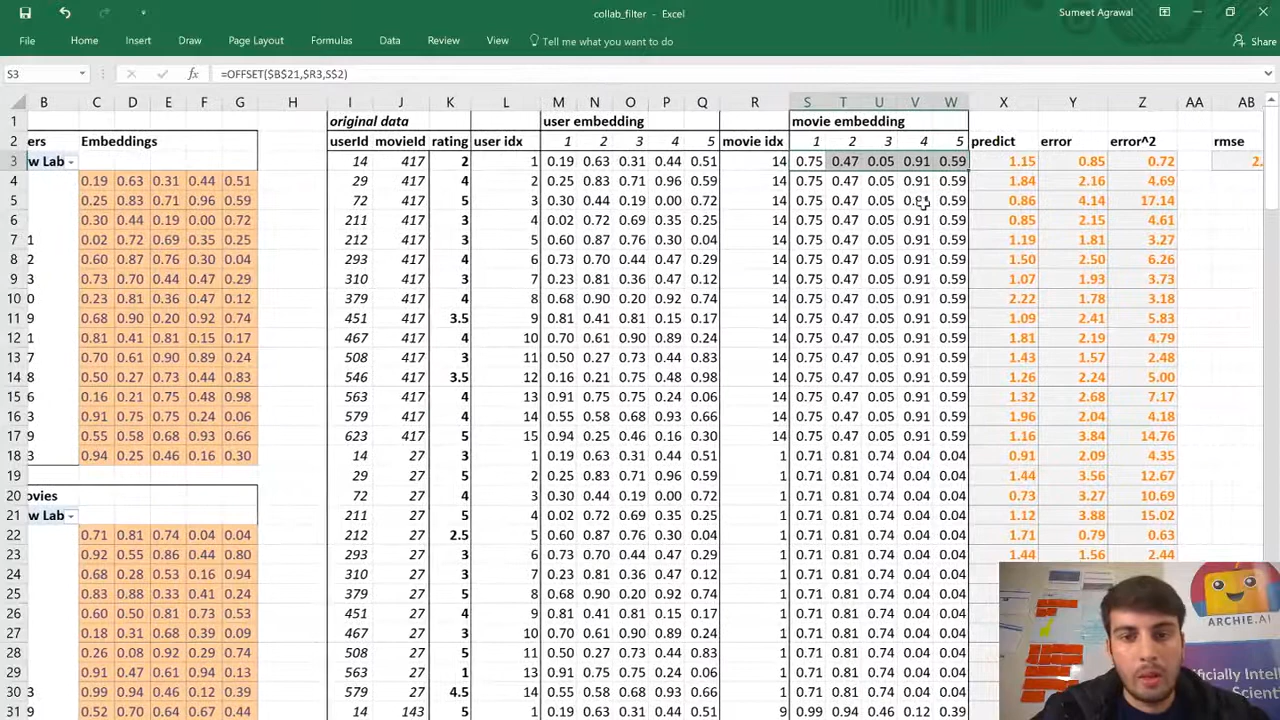 collab_filter - Excel
Sumeet Agrawal
File Home Insert Draw Page Layout Formulas Data Review View Tell me what you want to do Share
S3 fx =OFFSET($B$21,$R3,S$2)
B C D E F G H I J K L M N O P Q R S T U V W X Y Z AA AB
1 original data user embedding movie embedding
2 ers Embeddings userId movieId rating user idx 1 2 3 4 5 movie idx 1 2 3 4 5 predict error error^2 rmse
3 w Lab 14 417 2 1 0.19 0.63 0.31 0.44 0.51 14 0.75 0.47 0.05 0.91 0.59 1.15 0.85 0.72 2.
4 0.19 0.63 0.31 0.44 0.51 29 417 4 2 0.25 0.83 0.71 0.96 0.59 14 0.75 0.47 0.05 0.91 0.59 1.84 2.16 4.69
5 0.25 0.83 0.71 0.96 0.59 72 417 5 3 0.30 0.44 0.19 0.00 0.72 14 0.75 0.47 0.05 0.59 0.86 4.14 17.14
6 0.30 0.44 0.19 0.00 0.72 211 417 3 4 0.02 0.72 0.69 0.35 0.25 14 0.75 0.47 0.05 0.91 0.59 0.85 2.15 4.61
7 1 0.02 0.72 0.69 0.35 0.25 212 417 3 5 0.60 0.87 0.76 0.30 0.04 14 0.75 0.47 0.05 0.91 0.59 1.19 1.81 3.27
8 2 0.60 0.87 0.76 0.30 0.04 293 417 4 6 0.73 0.70 0.44 0.47 0.29 14 0.75 0.47 0.05 0.91 0.59 1.50 2.50 6.26
9 3 0.73 0.70 0.44 0.47 0.29 310 417 3 7 0.23 0.81 0.36 0.47 0.12 14 0.75 0.47 0.05 0.91 0.59 1.07 1.93 3.73
10 0 0.23 0.81 0.36 0.47 0.12 379 417 4 8 0.68 0.90 0.20 0.92 0.74 14 0.75 0.47 0.05 0.91 0.59 2.22 1.78 3.18
11 9 0.68 0.90 0.20 0.92 0.74 451 417 3.5 9 0.81 0.41 0.81 0.15 0.17 14 0.75 0.47 0.05 0.91 0.59 1.09 2.41 5.83
12 1 0.81 0.41 0.81 0.15 0.17 467 417 4 10 0.70 0.61 0.90 0.89 0.24 14 0.75 0.47 0.05 0.91 0.59 1.81 2.19 4.79
13 7 0.70 0.61 0.90 0.89 0.24 508 417 3 11 0.50 0.27 0.73 0.44 0.83 14 0.75 0.47 0.05 0.91 0.59 1.43 1.57 2.48
14 8 0.50 0.27 0.73 0.44 0.83 546 417 3.5 12 0.16 0.21 0.75 0.48 0.98 14 0.75 0.47 0.05 0.91 0.59 1.26 2.24 5.00
15 6 0.16 0.21 0.75 0.48 0.98 563 417 4 13 0.91 0.75 0.75 0.24 0.06 14 0.75 0.47 0.05 0.91 0.59 1.32 2.68 7.17
16 3 0.91 0.75 0.75 0.24 0.06 579 417 4 14 0.55 0.58 0.68 0.93 0.66 14 0.75 0.47 0.05 0.91 0.59 1.96 2.04 4.18
17 9 0.55 0.58 0.68 0.93 0.66 623 417 5 15 0.94 0.25 0.46 0.16 0.30 14 0.75 0.47 0.05 0.91 0.59 1.16 3.84 14.76
18 3 0.94 0.25 0.46 0.16 0.30 14 27 3 1 0.19 0.63 0.31 0.44 0.51 1 0.71 0.81 0.74 0.04 0.04 0.91 2.09 4.35
19 29 27 5 2 0.25 0.83 0.71 0.96 0.59 1 0.71 0.81 0.74 0.04 0.04 1.44 3.56 12.67
20 ovies 72 27 4 3 0.30 0.44 0.19 0.00 0.72 1 0.71 0.81 0.74 0.04 0.04 0.73 3.27 10.69
21 w Lab 211 27 5 4 0.02 0.72 0.69 0.35 0.25 1 0.71 0.81 0.74 0.04 0.04 1.12 3.88 15.02
22 0.71 0.81 0.74 0.04 0.04 212 27 2.5 5 0.60 0.87 0.76 0.30 0.04 1 0.71 0.81 0.74 0.04 0.04 1.71 0.79 0.63
23 0.92 0.55 0.86 0.44 0.80 293 27 3 6 0.73 0.70 0.44 0.47 0.29 1 0.71 0.81 0.74 0.04 0.04 1.44 1.56 2.44
24 0.68 0.28 0.53 0.16 0.94 310 27 3 7 0.23 0.81 0.36 0.47 0.12 1 0.71 0.81 0.74 0.04 0.04
25 0.83 0.88 0.33 0.41 0.24 379 27 5 8 0.68 0.90 0.20 0.92 0.74 1 0.71 0.81 0.74 0.04 0.04
26 0.60 0.50 0.81 0.73 0.53 451 27 4 9 0.81 0.41 0.81 0.15 0.17 1 0.71 0.81 0.74 0.04 0.04
27 0.18 0.31 0.68 0.39 0.09 467 27 3 10 0.70 0.61 0.90 0.89 0.24 1 0.71 0.81 0.74 0.04 0.04
28 0.26 0.08 0.92 0.29 0.74 508 27 5 11 0.50 0.27 0.73 0.44 0.83 1 0.71 0.81 0.74 0.04 0.04
29 0.91 0.47 0.61 0.94 0.13 563 27 1 13 0.91 0.75 0.75 0.24 0.06 1 0.71 0.81 0.74 0.04 0.04
30 3 0.99 0.94 0.46 0.12 0.39 579 27 4.5 14 0.55 0.58 0.68 0.93 0.66 1 0.71 0.81 0.74 0.04 0.04
31 9 0.52 0.70 0.64 0.67 0.44 14 143 5 1 0.19 0.63 0.31 0.44 0.51 9 0.99 0.94 0.46 0.12 0.39
ARCHIE.AI